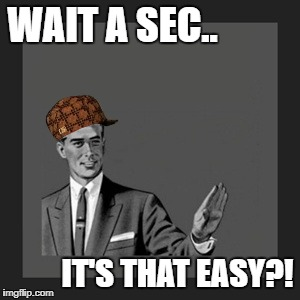 WAIT A SEC..
IT'S THAT EASY?!
imgflip.com